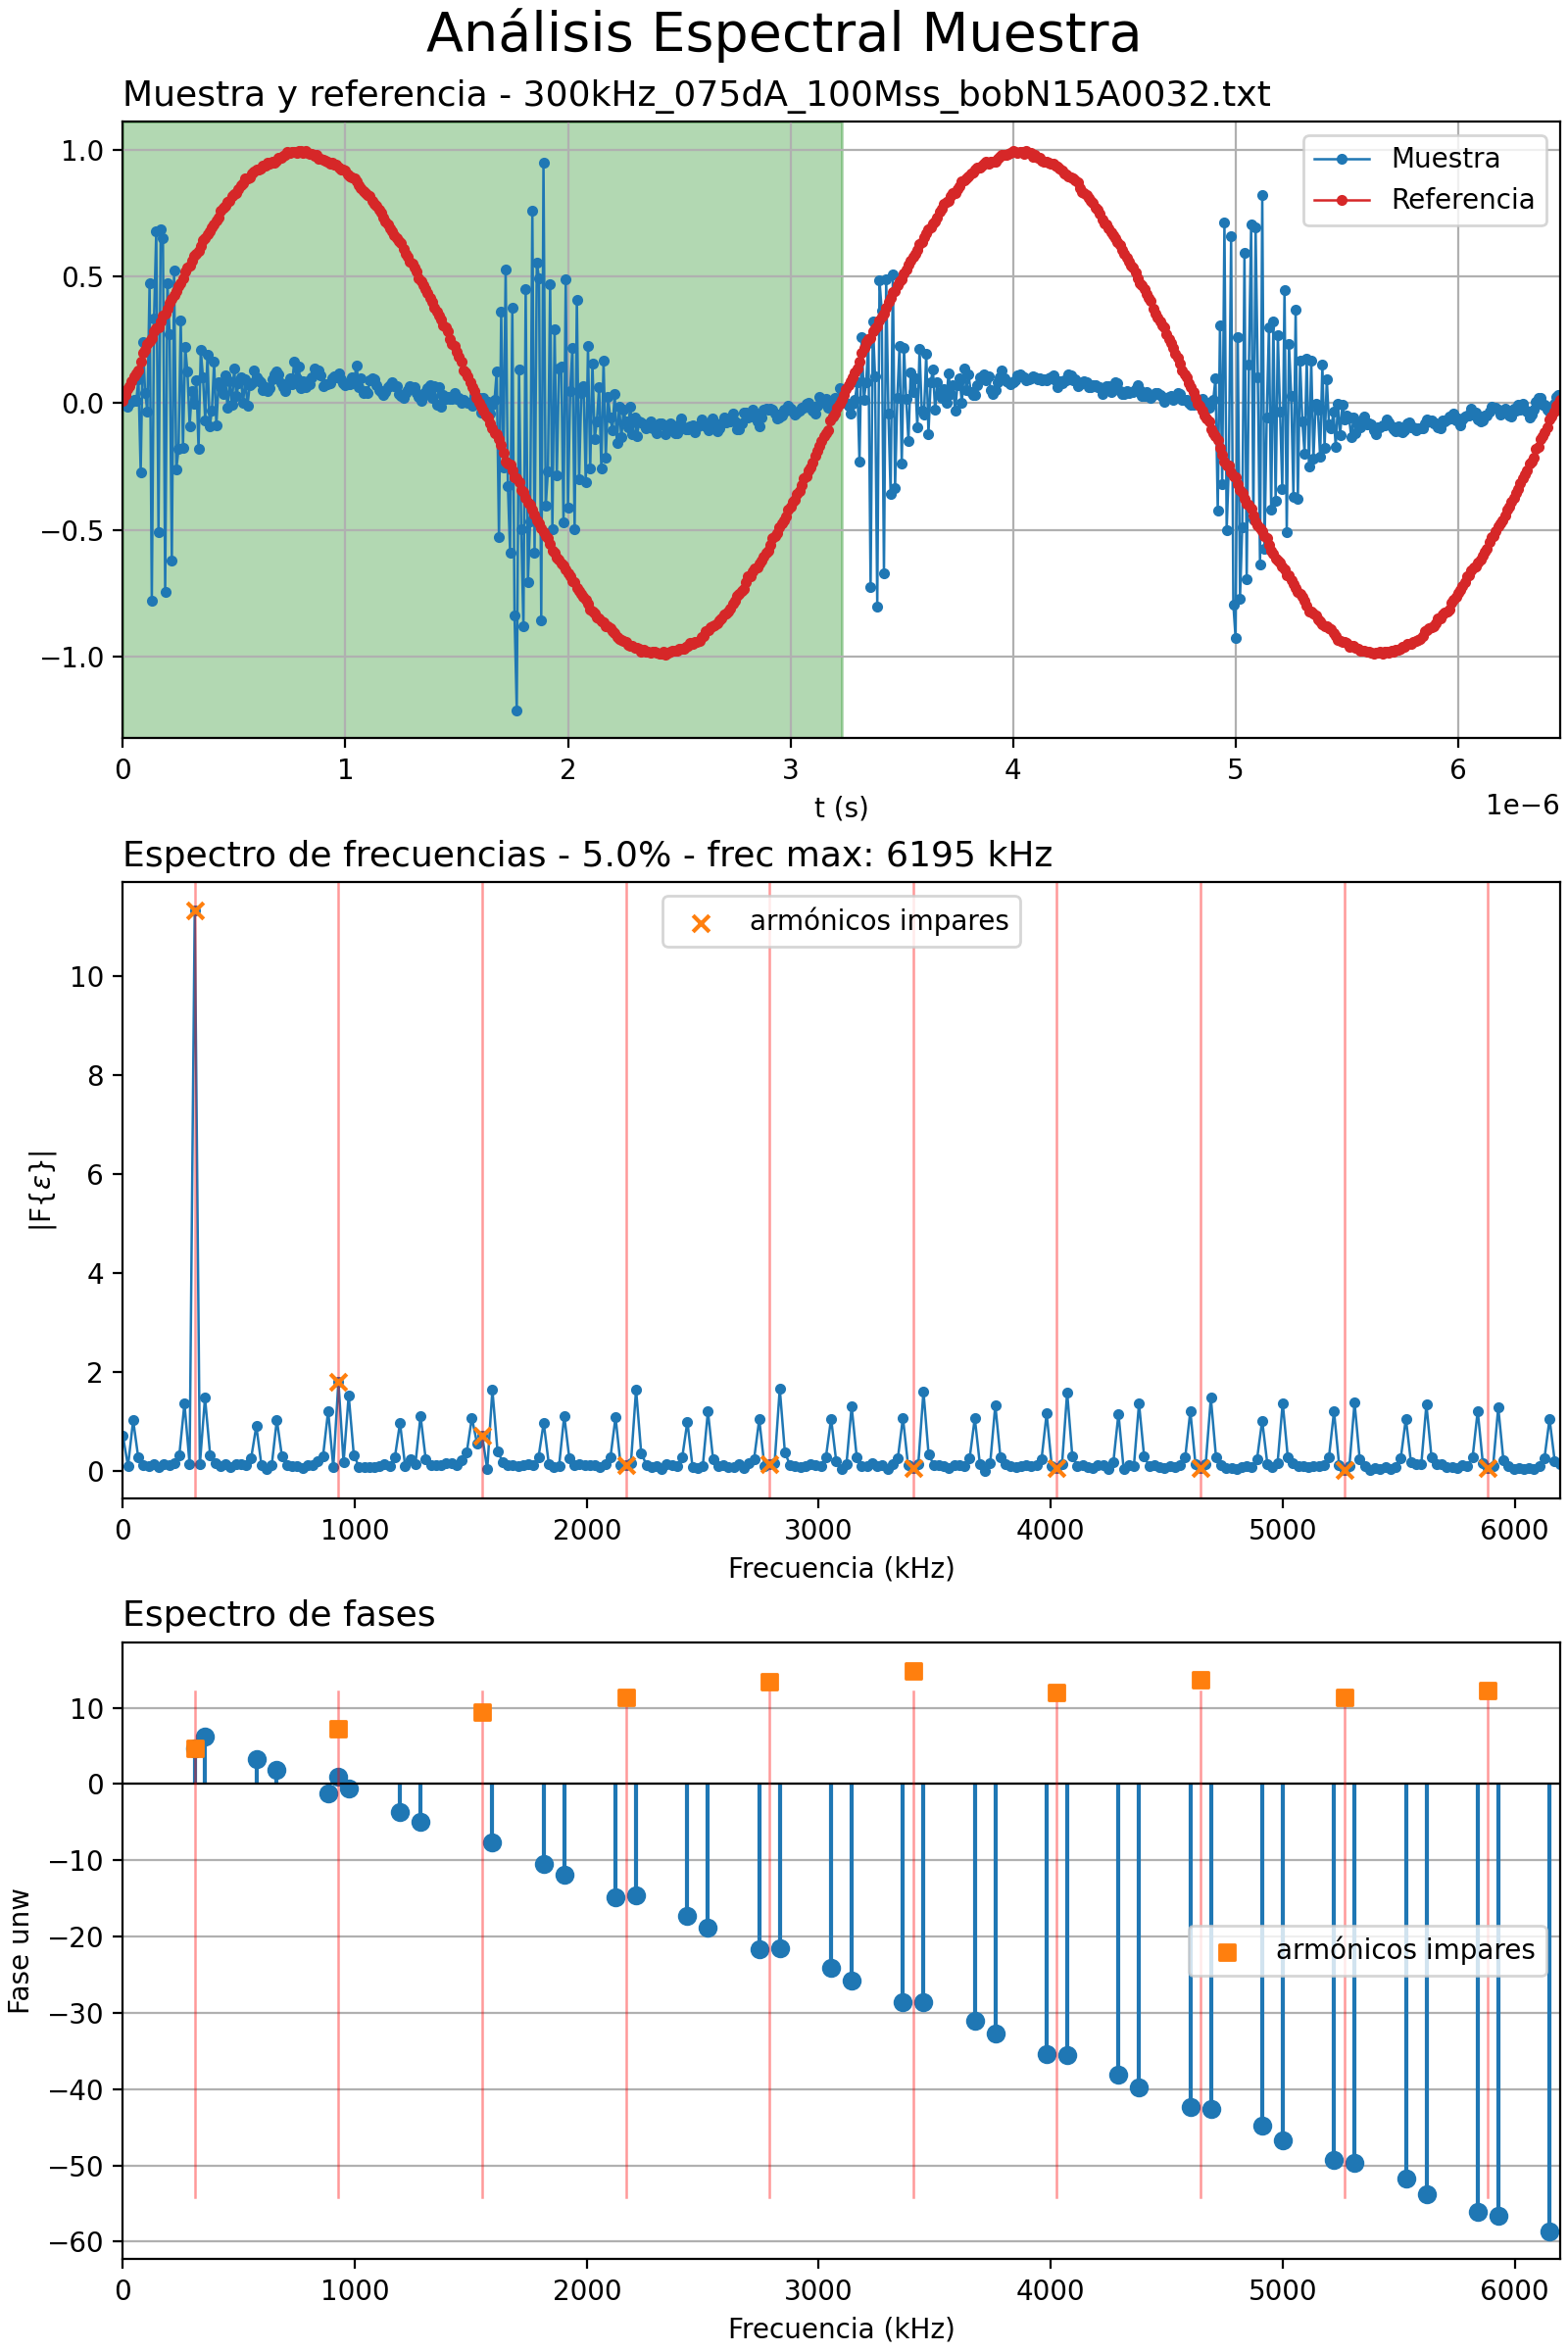 Análisis Espectral Muestra
Muestra y referencia - 300kHz_075dA_100Mss_bobN15A0032.txt
1.0
0.5
0.0
−0.5
−1.0
Muestra
Referencia
0 1 2 3 4 5 6
t (s)
1e−6
Espectro de frecuencias - 5.0% - frec max: 6195 kHz
armónicos impares
10
8
6
4
2
0
|F{ε}|
0 1000 2000 3000 4000 5000 6000
Frecuencia (kHz)
Espectro de fases
10
0
−10
−20
−30
−40
−50
−60
Fase unw
armónicos impares
0 1000 2000 3000 4000 5000 6000
Frecuencia (kHz)